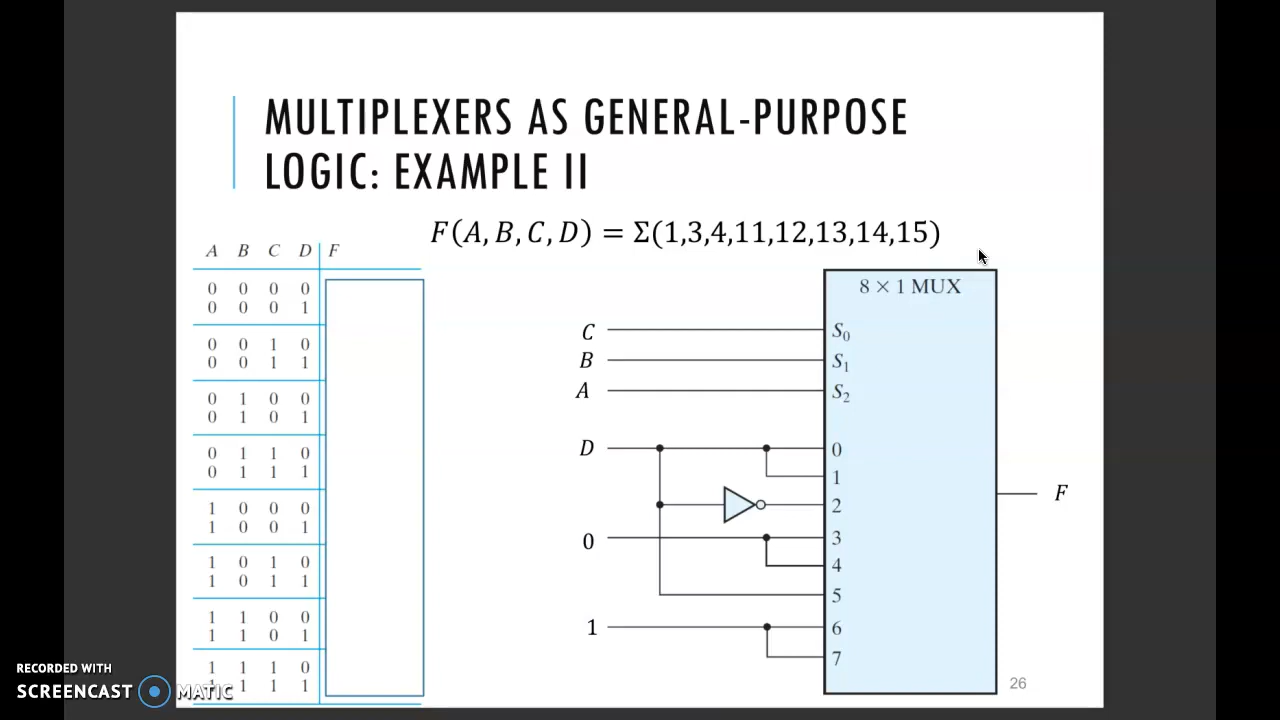 MULTIPLEXERS AS GENERAL-PURPOSE
LOGIC: EXAMPLE II
F(A, B, C, D) = Σ(1,3,4,11,12,13,14,15)
A B C D F
0 0 0 0
0 0 0 1
0 0 1 0
0 0 1 1
0 1 0 0
0 1 0 1
0 1 1 0
0 1 1 1
1 0 0 0
1 0 0 1
1 0 1 0
1 0 1 1
1 1 0 0
1 1 0 1
1 1 1 0
1 1 1 1
8 × 1 MUX
C S0
B S1
A S2
D 0
1
2
0 3
4
5
1 6
7
F
26
RECORDED WITH
SCREENCAST MATIC